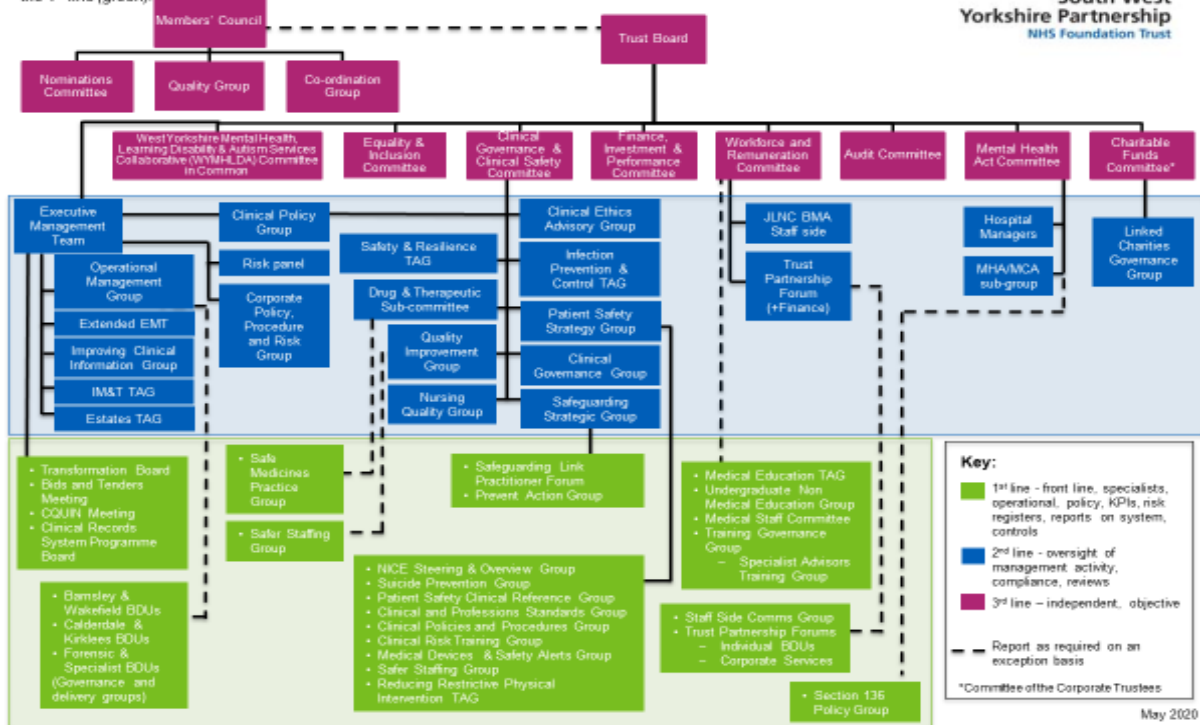 Members' Council
Trust Board
Yorkshire Partnership
NHS Foundation Trust
Nominations
Committee
Quality Group
Co-ordination
Group
West Yorkshire Mental Health,
Learning Disability & Autism Services
Collaborative (WYMHLDA) Committee
in Common
Equality &
Inclusion
Committee
Clinical
Governance &
Clinical Safety
Committee
Finance,
Investment &
Performance
Committee
Workforce and
Remuneration
Committee
Audit Committee
Mental Health
Act Committee
Charitable
Funds
Committee*
Executive
Management
Team
Operational
Management
Group
Extended EMT
Improving Clinical
Information Group
IM&T TAG
Estates TAG
Clinical Policy
Group
Risk panel
Corporate
Policy,
Procedure
and Risk
Group
Safety & Resilience
TAG
Drug & Therapeutic
Sub-committee
Quality
Improvement
Group
Nursing
Quality Group
Clinical Ethics
Advisory Group
Infection
Prevention &
Control TAG
Patient Safety
Strategy Group
Clinical
Governance Group
Safeguarding
Strategic Group
JLNC BMA
Staff side
Trust
Partnership
Forum
(+Finance)
Hospital
Managers
MHA/MCA
sub-group
Linked
Charities
Governance
Group
• Transformation Board
• Bids and Tenders
Meeting
• CQUIN Meeting
• Clinical Records
System Programme
Board
• Barnsley &
Wakefield BDUs
• Calderdale &
Kirklees BDUs
• Forensic &
Specialist BDUs
(Governance and
delivery groups)
• Safe
Medicines
Practice
Group
• Safer Staffing
Group
• Safeguarding Link
Practitioner Forum
• Prevent Action Group
• NICE Steering & Overview Group
• Suicide Prevention Group
• Patient Safety Clinical Reference Group
• Clinical and Professions Standards Group
• Clinical Policies and Procedures Group
• Clinical Risk Training Group
• Medical Devices & Safety Alerts Group
• Safer Staffing Group
• Reducing Restrictive Physical
Intervention TAG
• Medical Education TAG
• Undergraduate Non
Medical Education Group
• Medical Staff Committee
• Training Governance
Group
– Specialist Advisors
Training Group
• Staff Side Comms Group
• Trust Partnership Forums
– Individual BDUs
– Corporate Services
• Section 136
Policy Group
Key:
1st line - front line, specialists,
operational, policy, KPIs, risk
registers, reports on system,
controls
2nd line - oversight of
management activity,
compliance, reviews
3rd line – independent, objective
Report as required on an
exception basis
*Committee of the Corporate Trustees
May 2020